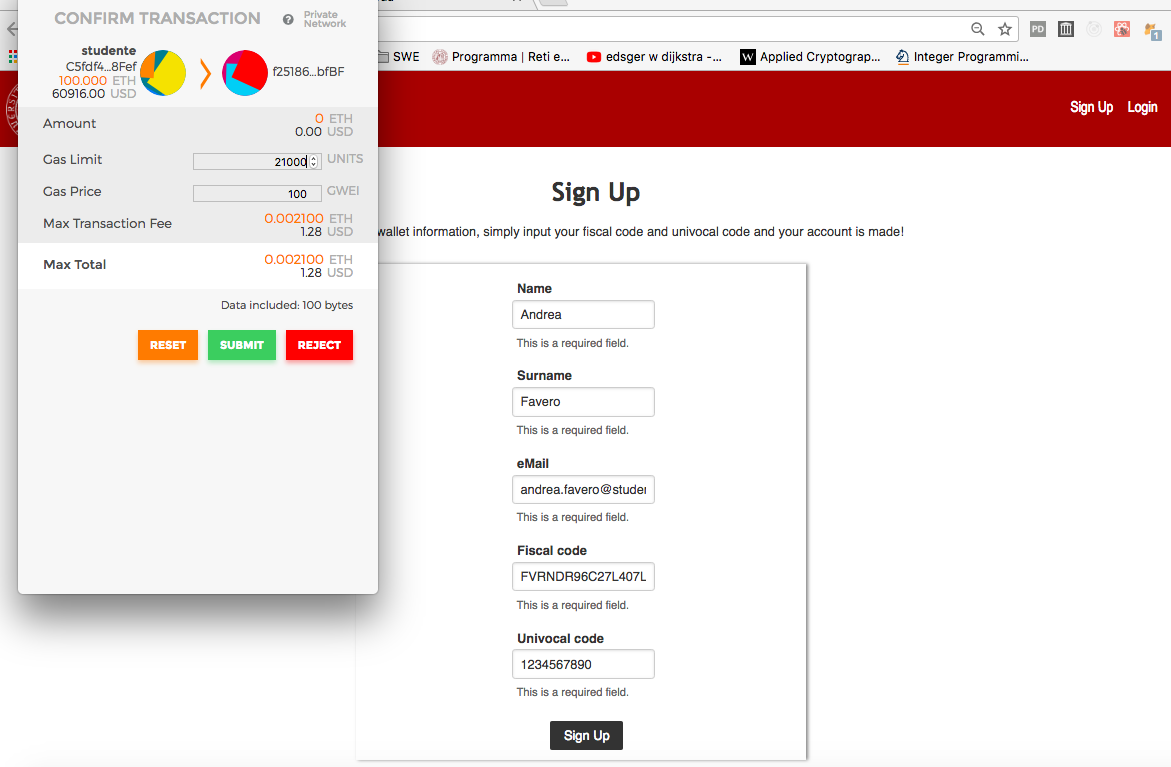 CONFIRM TRANSACTION
Private
Network
studente
C5fdf4...8Fef
100.000 ETH
60916.00 USD
f25186...bfBF
Amount
0 ETH
0.00 USD
Gas Limit
21000 UNITS
Gas Price
100 GWEI
Max Transaction Fee
0.002100 ETH
1.28 USD
Max Total
0.002100 ETH
1.28 USD
Data included: 100 bytes
RESET SUBMIT REJECT
PD
1
SWE
Programma | Reti e...
edsger w dijkstra -...
W Applied Cryptograp...
Integer Programmi...
Sign Up Login
Sign Up
wallet information, simply input your fiscal code and univocal code and your account is made!
Name
Andrea
This is a required field.
Surname
Favero
This is a required field.
eMail
andrea.favero@studen
This is a required field.
Fiscal code
FVRNDR96C27L407L
This is a required field.
Univocal code
1234567890
This is a required field.
Sign Up